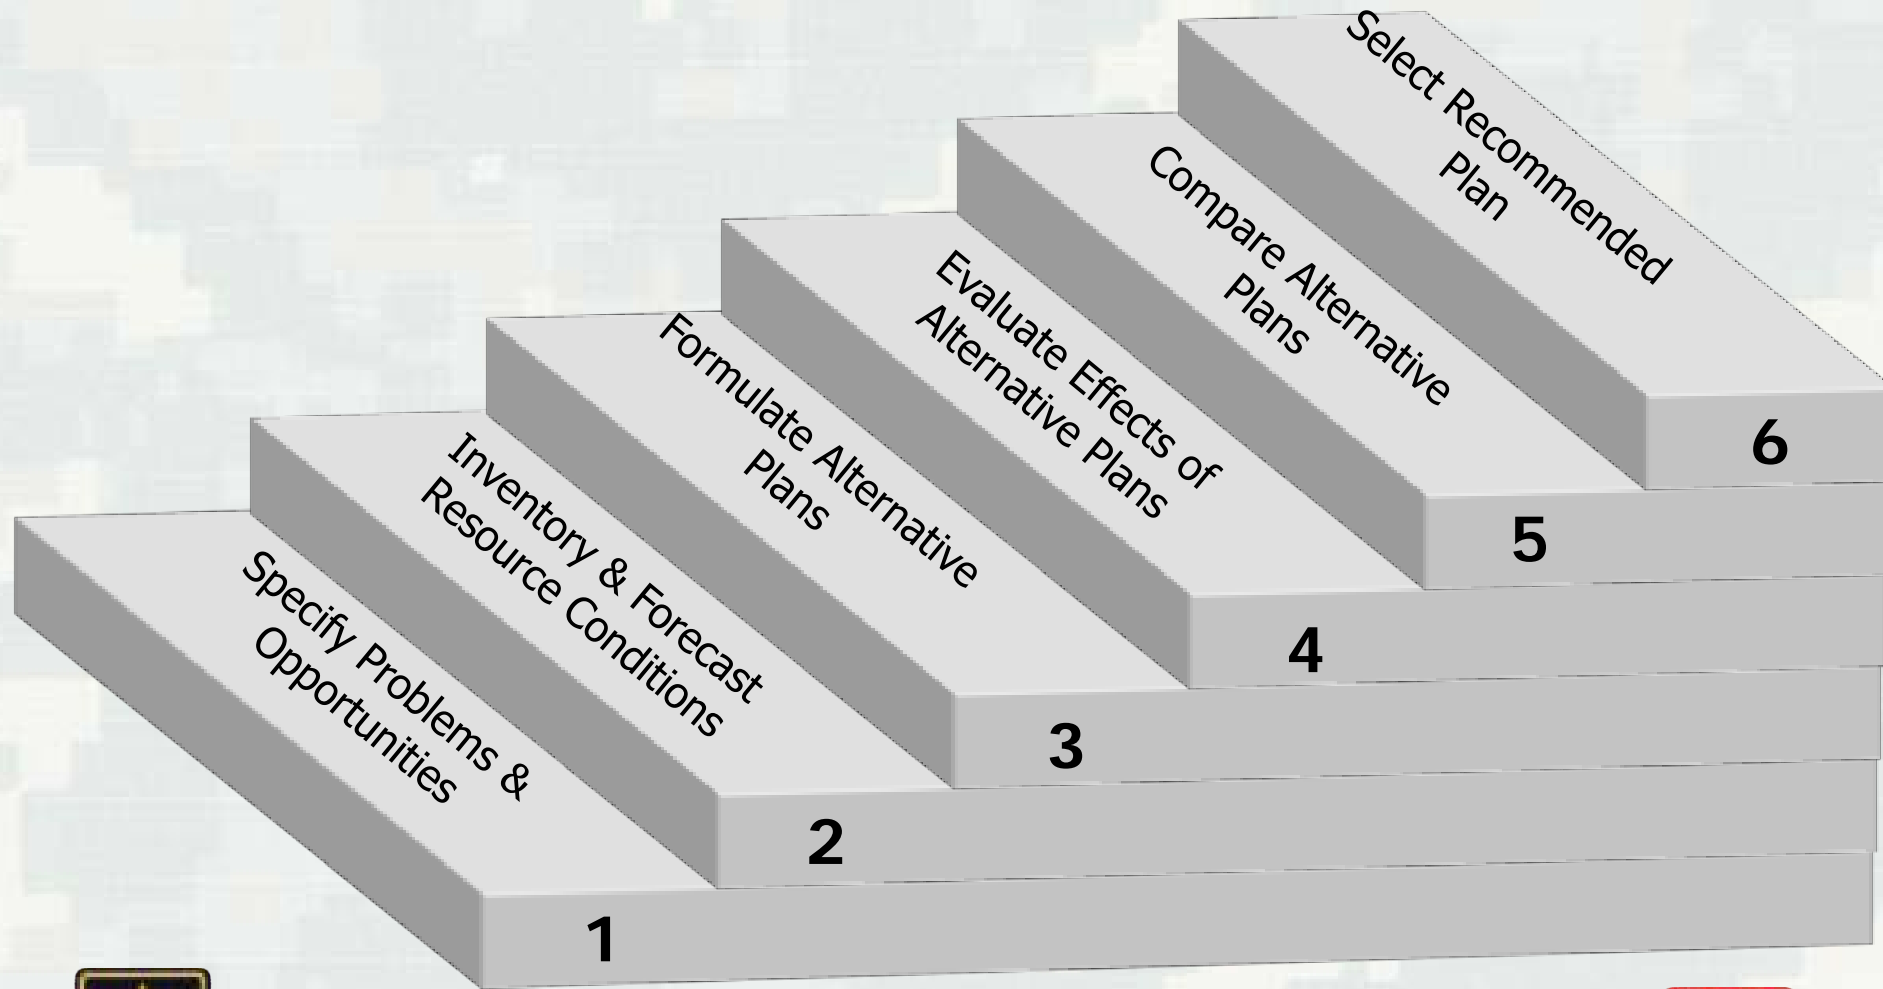 Specify Problems &
Opportunities
1
Inventory & Forecast
Resource Conditions
2
Formulate Alternative
Plans
3
Evaluate Effects of
Alternative Plans
4
Compare Alternative
Plans
5
Select Recommended
Plan
6